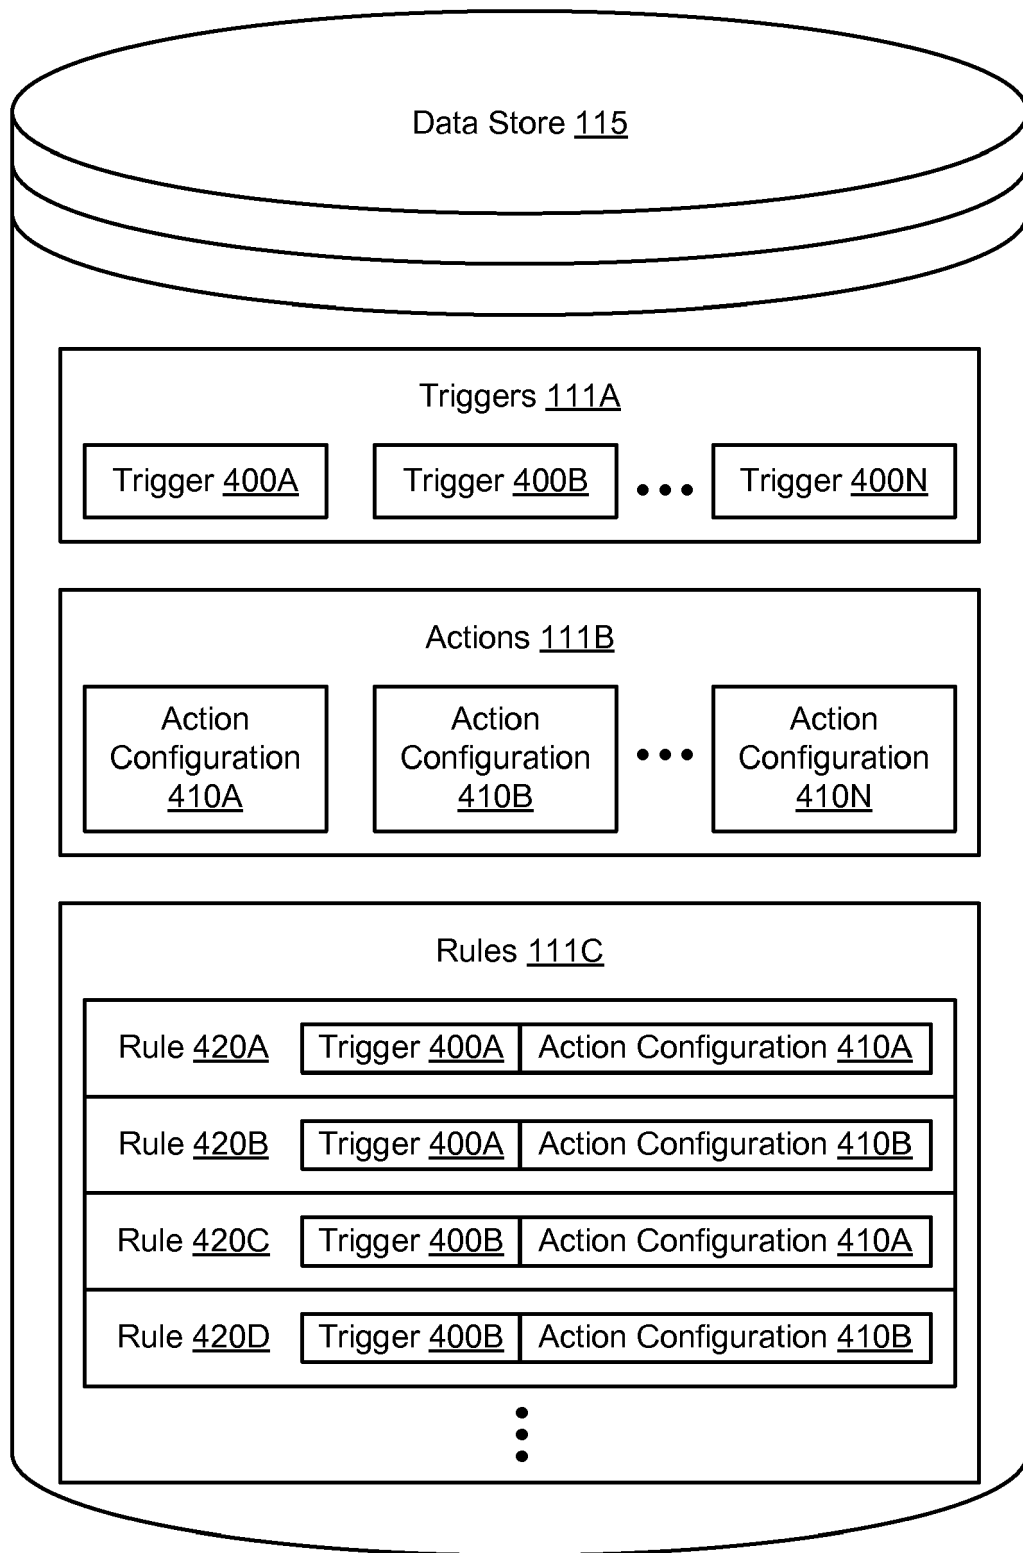 Data Store 115
Triggers 111A
Trigger 400A
Trigger 400B
Trigger 400N
Actions 111B
Action
Configuration
410A
Action
Configuration
410B
Action
Configuration
410N
Rules 111C
Rule 420A Trigger 400A Action Configuration 410A
Rule 420B Trigger 400A Action Configuration 410B
Rule 420C Trigger 400B Action Configuration 410A
Rule 420D Trigger 400B Action Configuration 410B